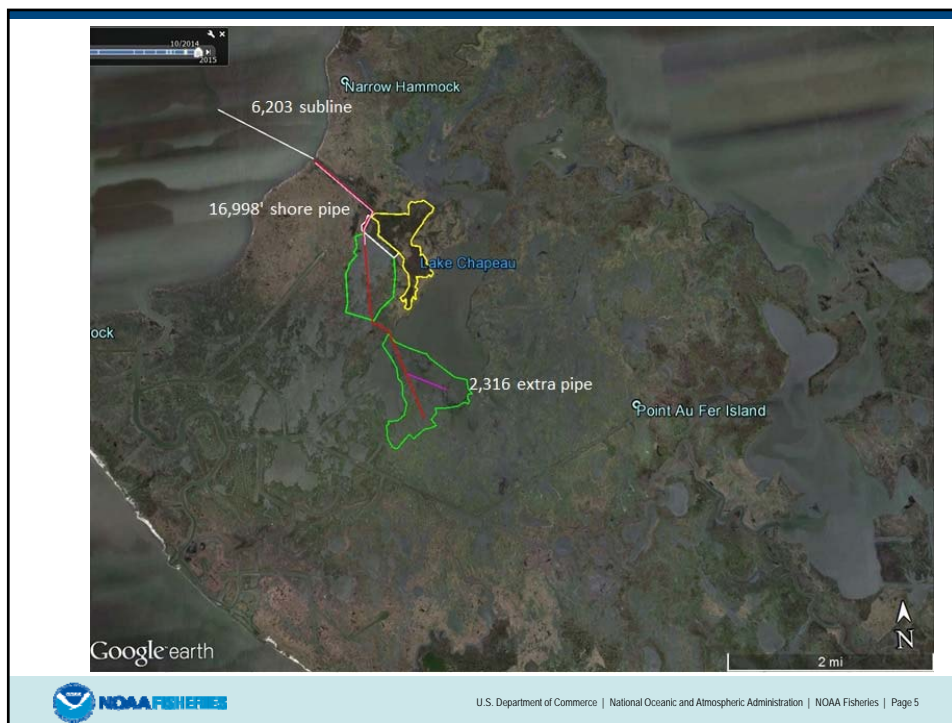 10/2014
2015
Narrow Hammock
6,203 subline
16,998' shore pipe
Lake Chapeau
ock
2,316 extra pipe
Point Au Fer Island
Google earth
N
2 mi
NOAA FISHERIES
U.S. Department of Commerce | National Oceanic and Atmospheric Administration | NOAA Fisheries | Page 5